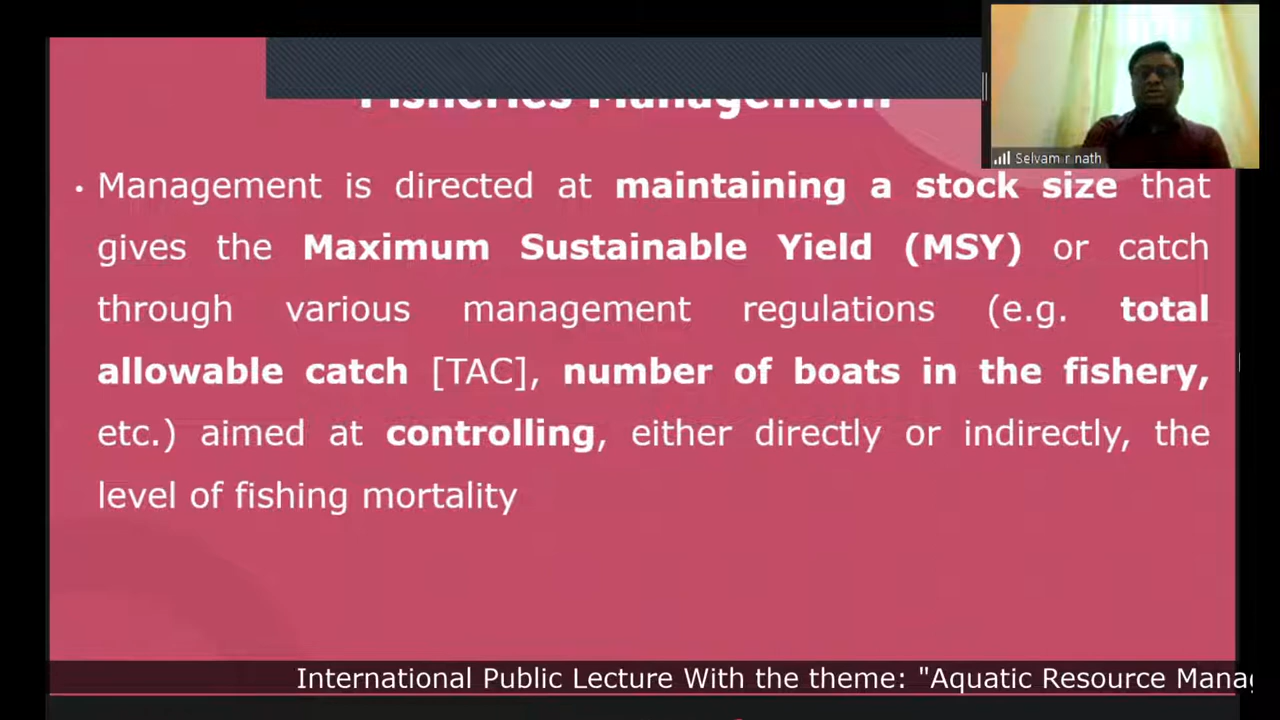 Fisheries Management
Selvam r nath
• Management is directed at maintaining a stock size that
gives the Maximum Sustainable Yield (MSY) or catch
through various management regulations (e.g. total
allowable catch [TAC], number of boats in the fishery,
etc.) aimed at controlling, either directly or indirectly, the
level of fishing mortality
International Public Lecture With the theme: "Aquatic Resource Manag